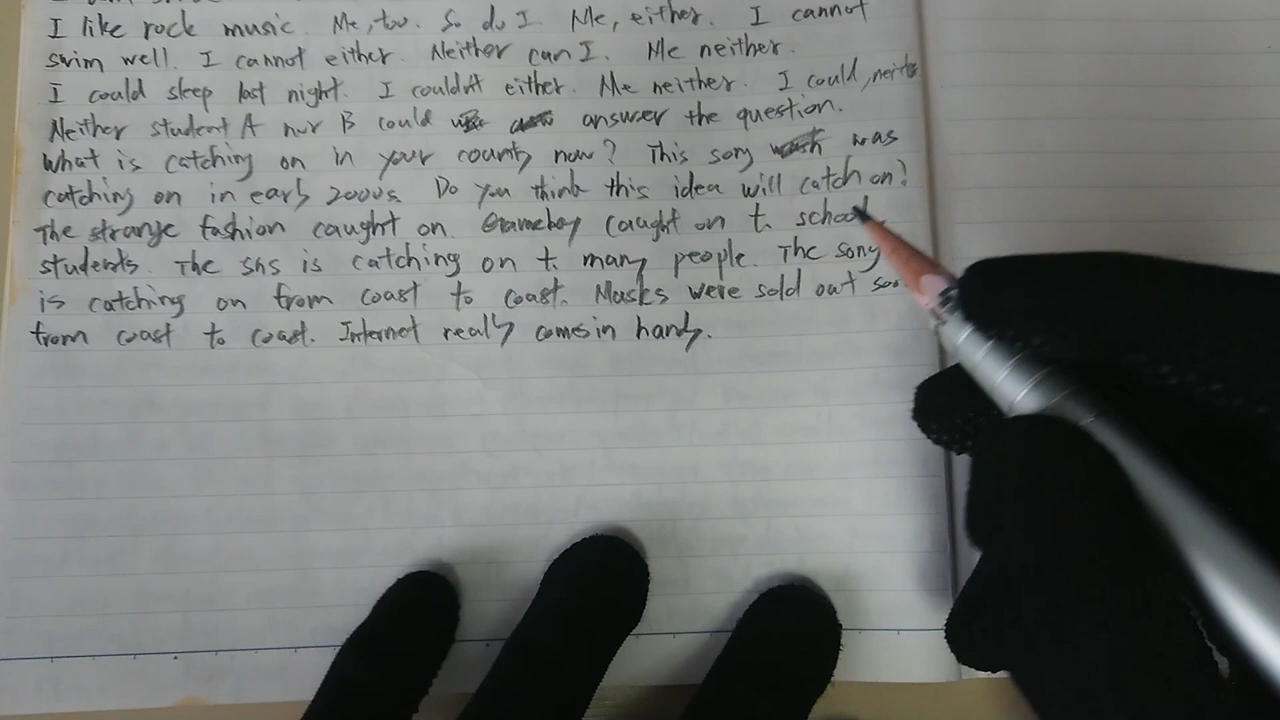 I like rock music. Me, too. So do I. Me, either. I cannot
swim well. I cannot either. Neither can I. Me neither.
I could sleep last night. I couldn't either. Me neither. I could, neither
Neither student A nor B could answer the question.
What is catching on in your country now? This song was
catching on in early 2000s. Do you think this idea will catch on?
The strange fashion caught on. Gameboy caught on to school
students. The sns is catching on to many people. The song
is catching on from coast to coast. Masks were sold out soon
from coast to coast. Internet really comes in handy.